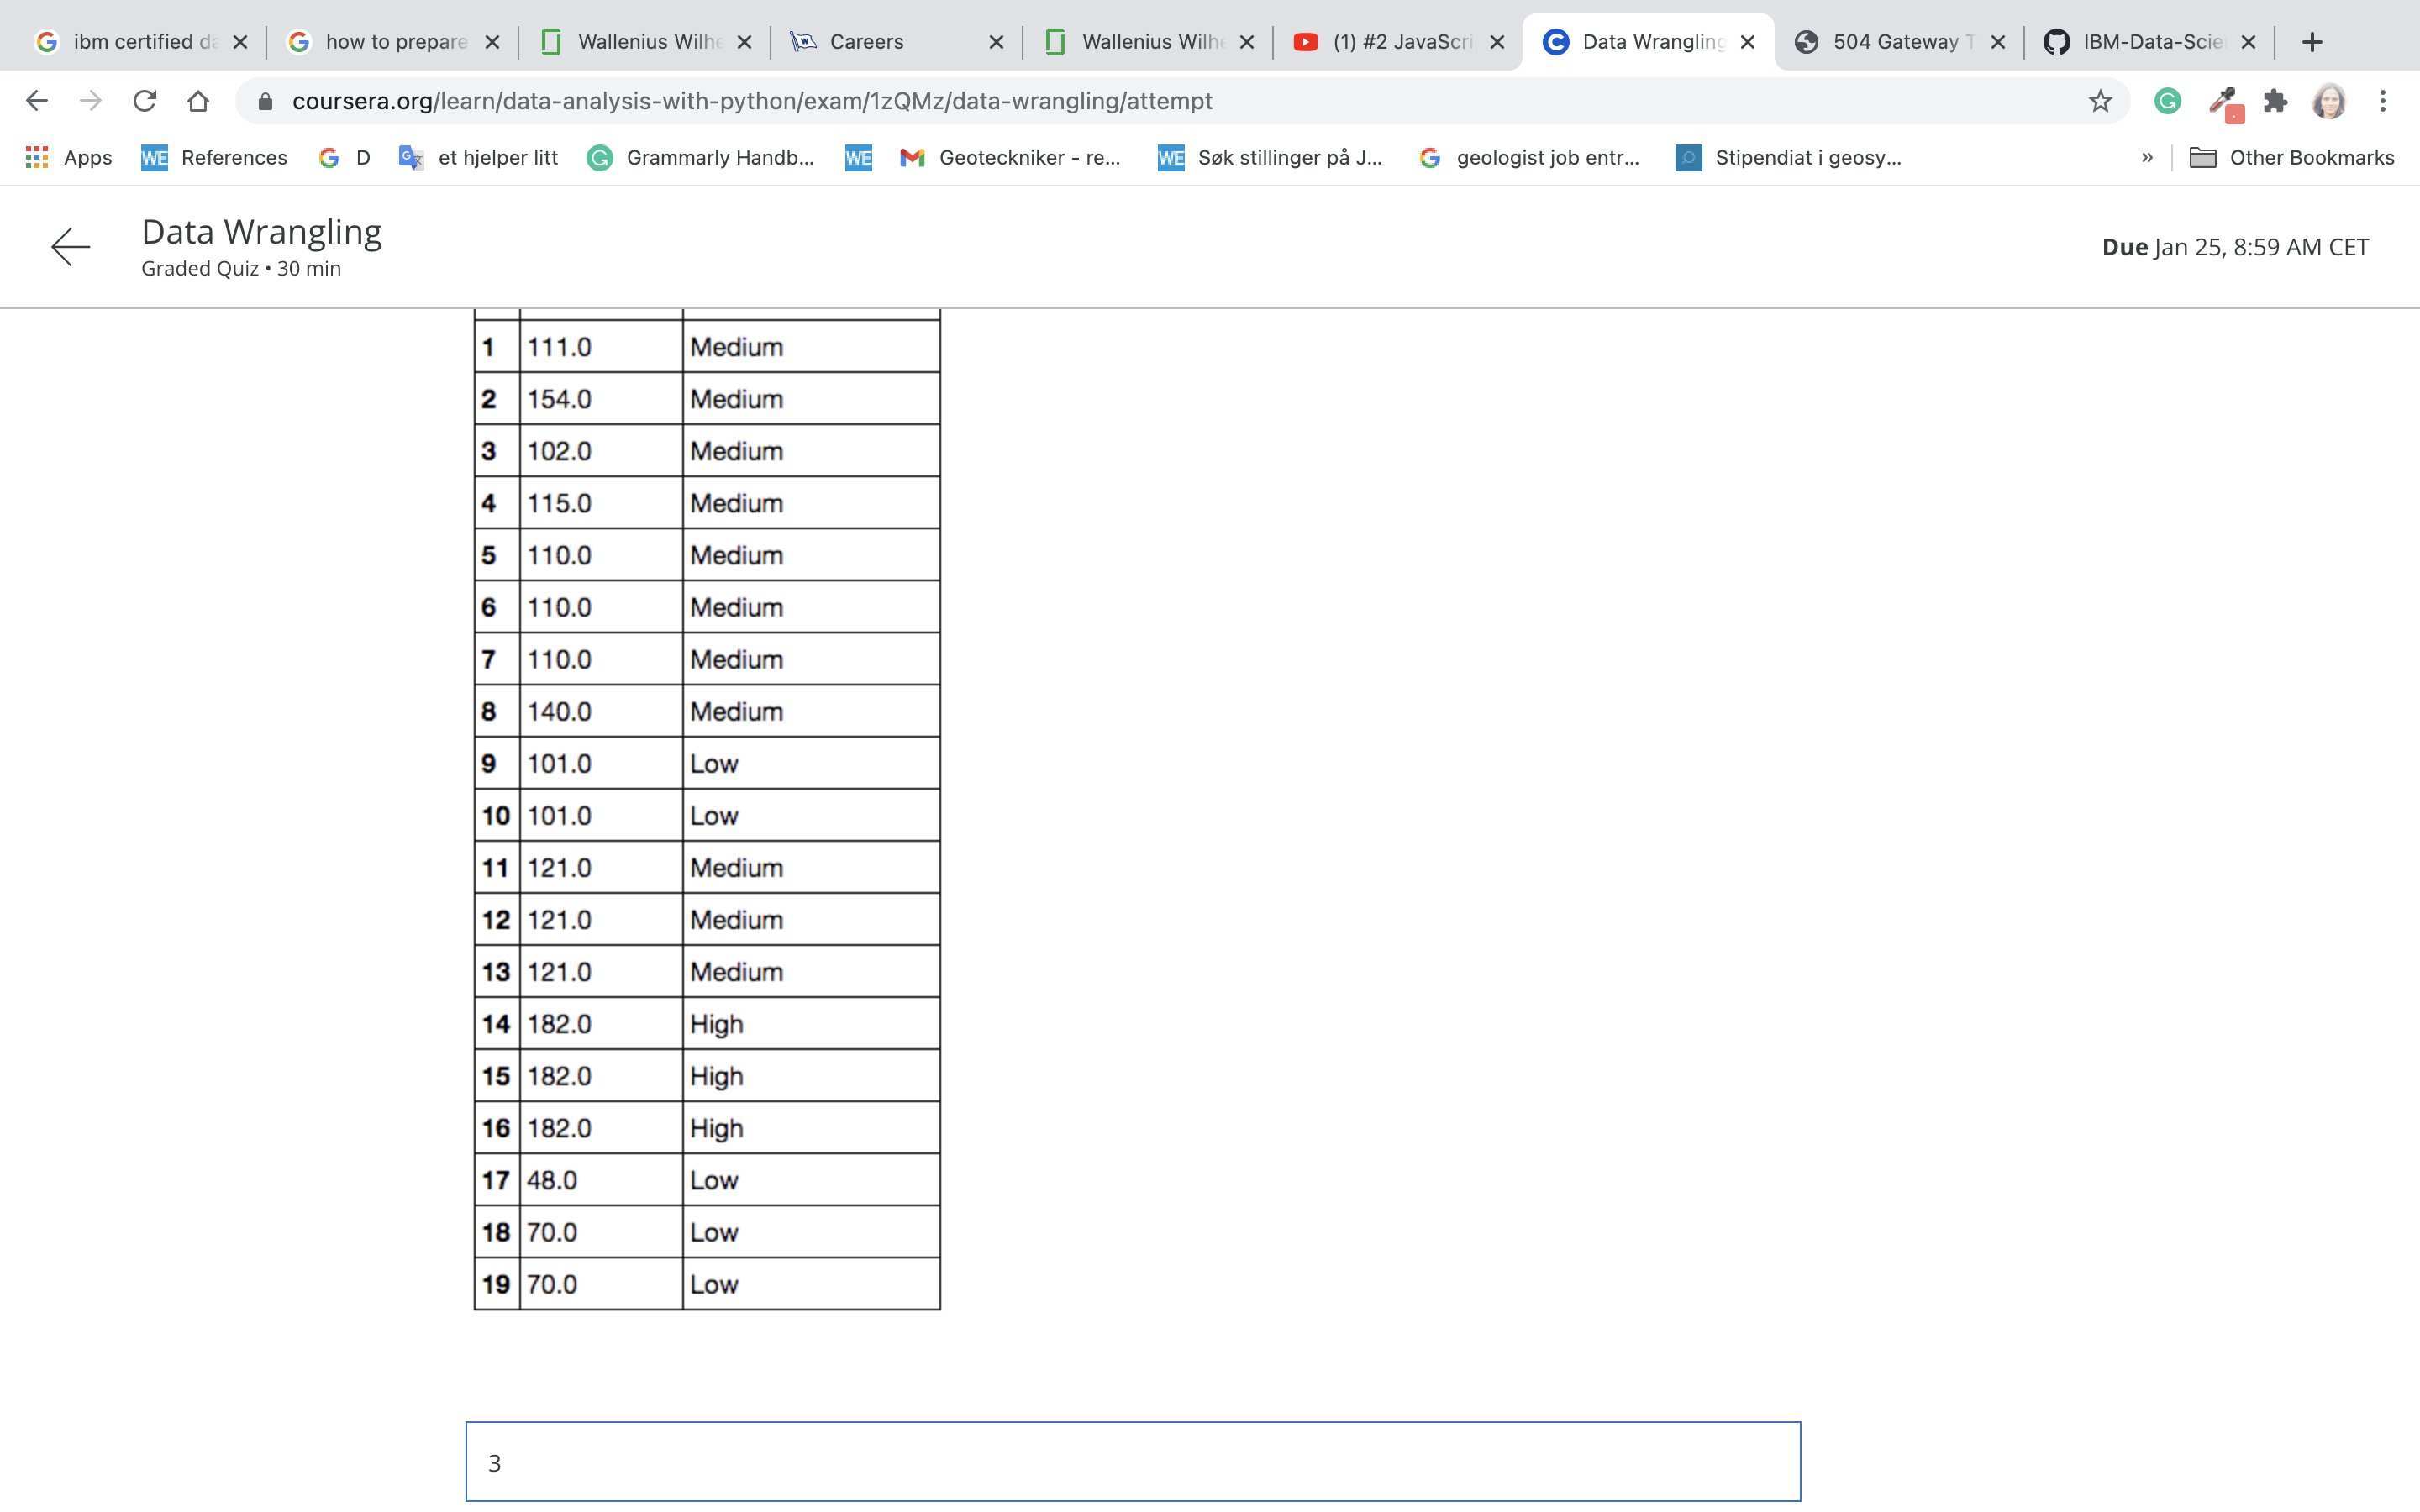 ibm certified da
how to prepare
Wallenius Wilhe
Careers
Wallenius Wilhe
(1) #2 JavaScri
Data Wrangling
504 Gateway T
IBM-Data-Scie
coursera.org/learn/data-analysis-with-python/exam/1zQMz/data-wrangling/attempt
Apps
WE References
D
et hjelper litt
Grammarly Handb...
WE
Geoteckniker - re...
WE Søk stillinger på J...
geologist job entr...
Stipendiat i geosy...
»
Other Bookmarks
Data Wrangling
Graded Quiz • 30 min
Due Jan 25, 8:59 AM CET
1 111.0 Medium
2 154.0 Medium
3 102.0 Medium
4 115.0 Medium
5 110.0 Medium
6 110.0 Medium
7 110.0 Medium
8 140.0 Medium
9 101.0 Low
10 101.0 Low
11 121.0 Medium
12 121.0 Medium
13 121.0 Medium
14 182.0 High
15 182.0 High
16 182.0 High
17 48.0 Low
18 70.0 Low
19 70.0 Low
3